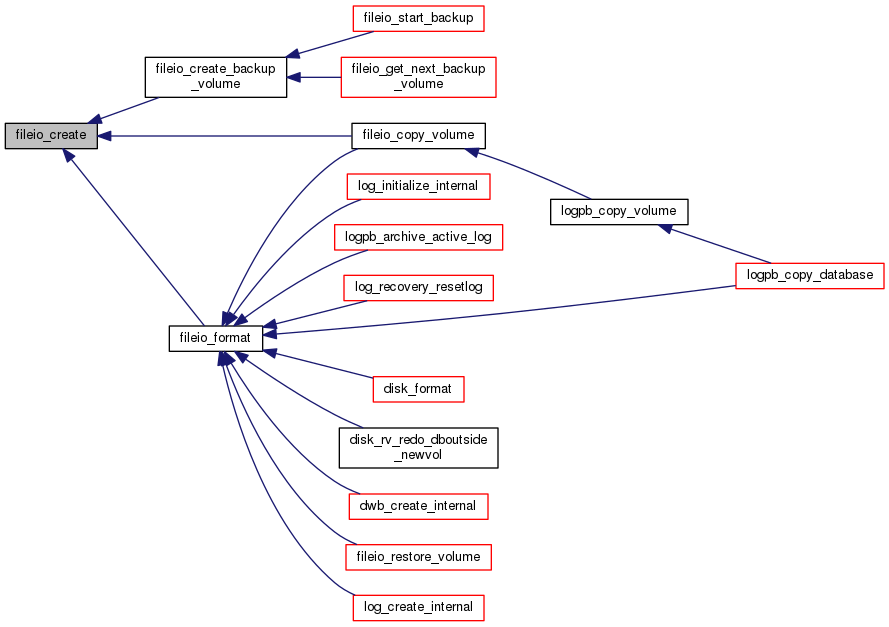 fileio_start_backup
fileio_create_backup
_volume
fileio_get_next_backup
_volume
fileio_create
fileio_copy_volume
log_initialize_internal
logpb_copy_volume
logpb_archive_active_log
logpb_copy_database
log_recovery_resetlog
fileio_format
disk_format
disk_rv_redo_dboutside
_newvol
dwb_create_internal
fileio_restore_volume
log_create_internal